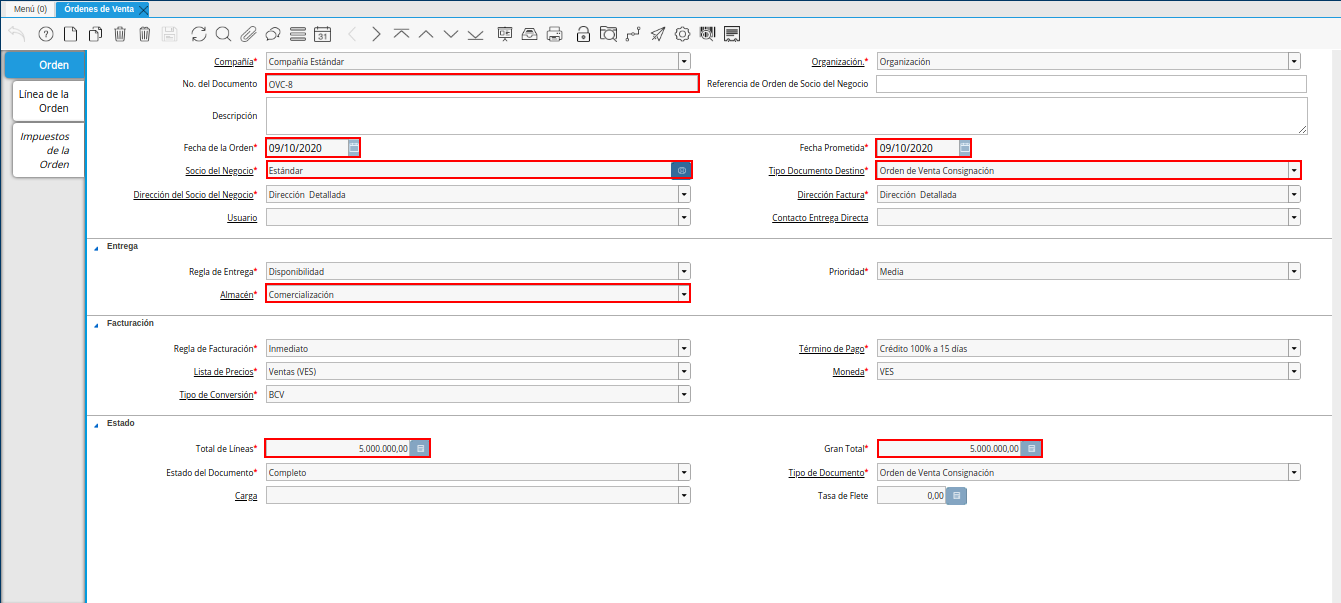 Menú (0) Órdenes de Venta
31
Orden
Línea de la
Orden
Impuestos
de la
Orden
Compañía* Compañía Estándar Organización.* Organización
No. del Documento OVC-8 Referencia de Orden de Socio del Negocio
Descripción
Fecha de la Orden* 09/10/2020 Fecha Prometida* 09/10/2020
Socio del Negocio* Estándar Tipo Documento Destino* Orden de Venta Consignación
Dirección del Socio del Negocio* Dirección Detallada Dirección Factura* Dirección Detallada
Usuario Contacto Entrega Directa
Entrega
Regla de Entrega* Disponibilidad Prioridad* Media
Almacén* Comercialización
Facturación
Regla de Facturación* Inmediato Término de Pago* Crédito 100% a 15 días
Lista de Precios* Ventas (VES) Moneda* VES
Tipo de Conversión* BCV
Estado
Total de Líneas* 5.000.000,00 Gran Total* 5.000.000,00
Estado del Documento* Completo Tipo de Documento* Orden de Venta Consignación
Carga Tasa de Flete 0,00